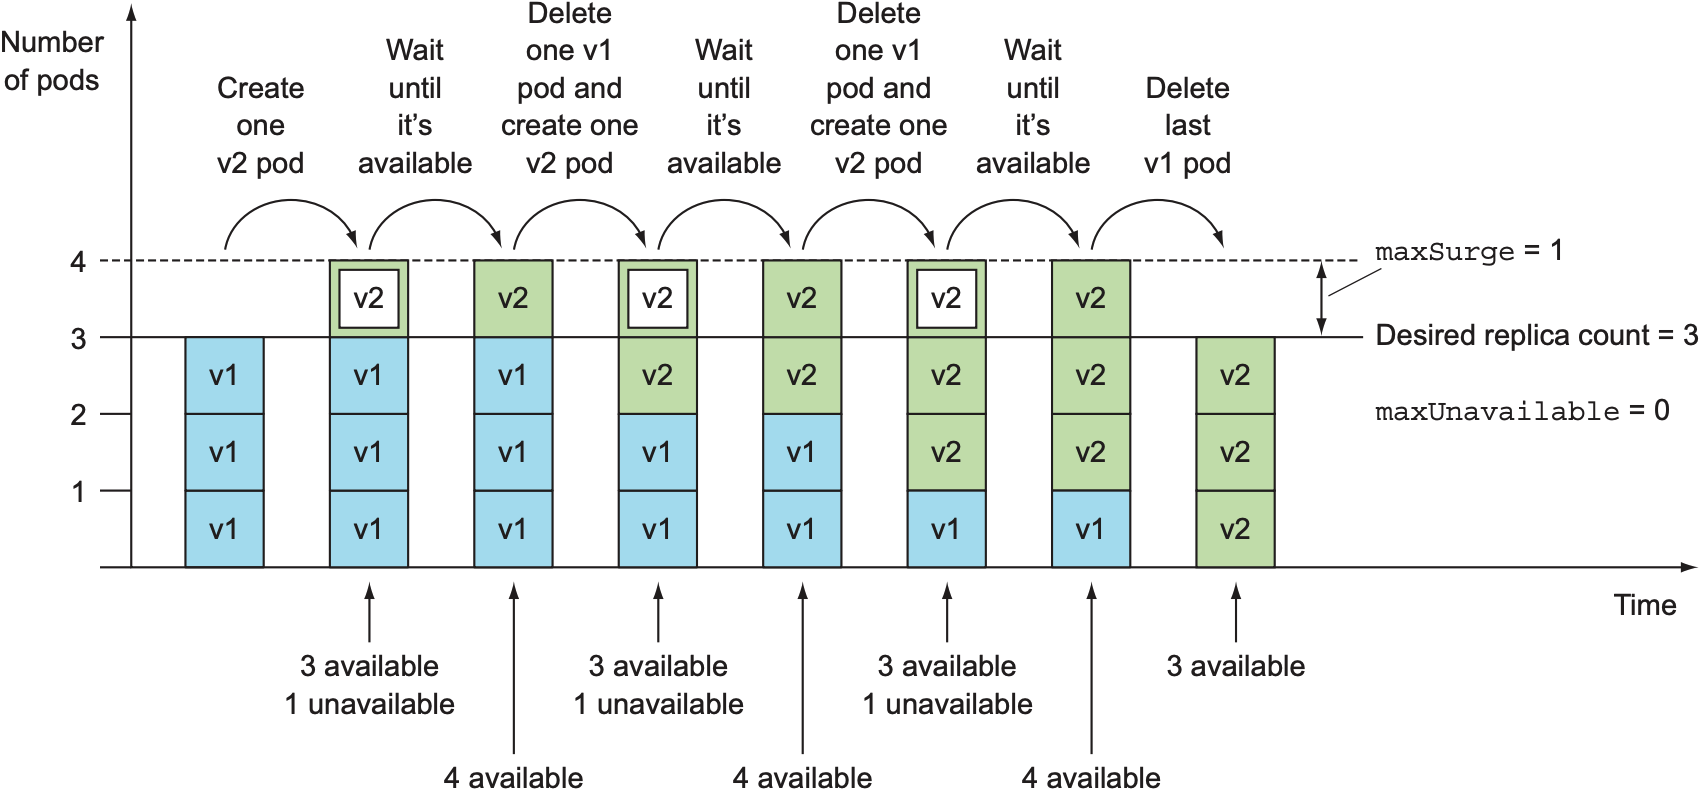 Number
of pods
Create
one
v2 pod
Wait
until
it's
available
Delete
one v1
pod and
create one
v2 pod
Wait
until
it's
available
Delete
one v1
pod and
create one
v2 pod
Wait
until
it's
available
Delete
last
v1 pod
4
3
2
1
v1
v1
v1
v2
v1
v1
v1
v2
v1
v1
v1
v2
v2
v1
v1
v2
v2
v1
v1
v2
v2
v2
v1
v2
v2
v2
v1
v2
v2
v2
maxSurge = 1
Desired replica count = 3
maxUnavailable = 0
Time
3 available
1 unavailable
4 available
3 available
1 unavailable
4 available
3 available
1 unavailable
4 available
3 available